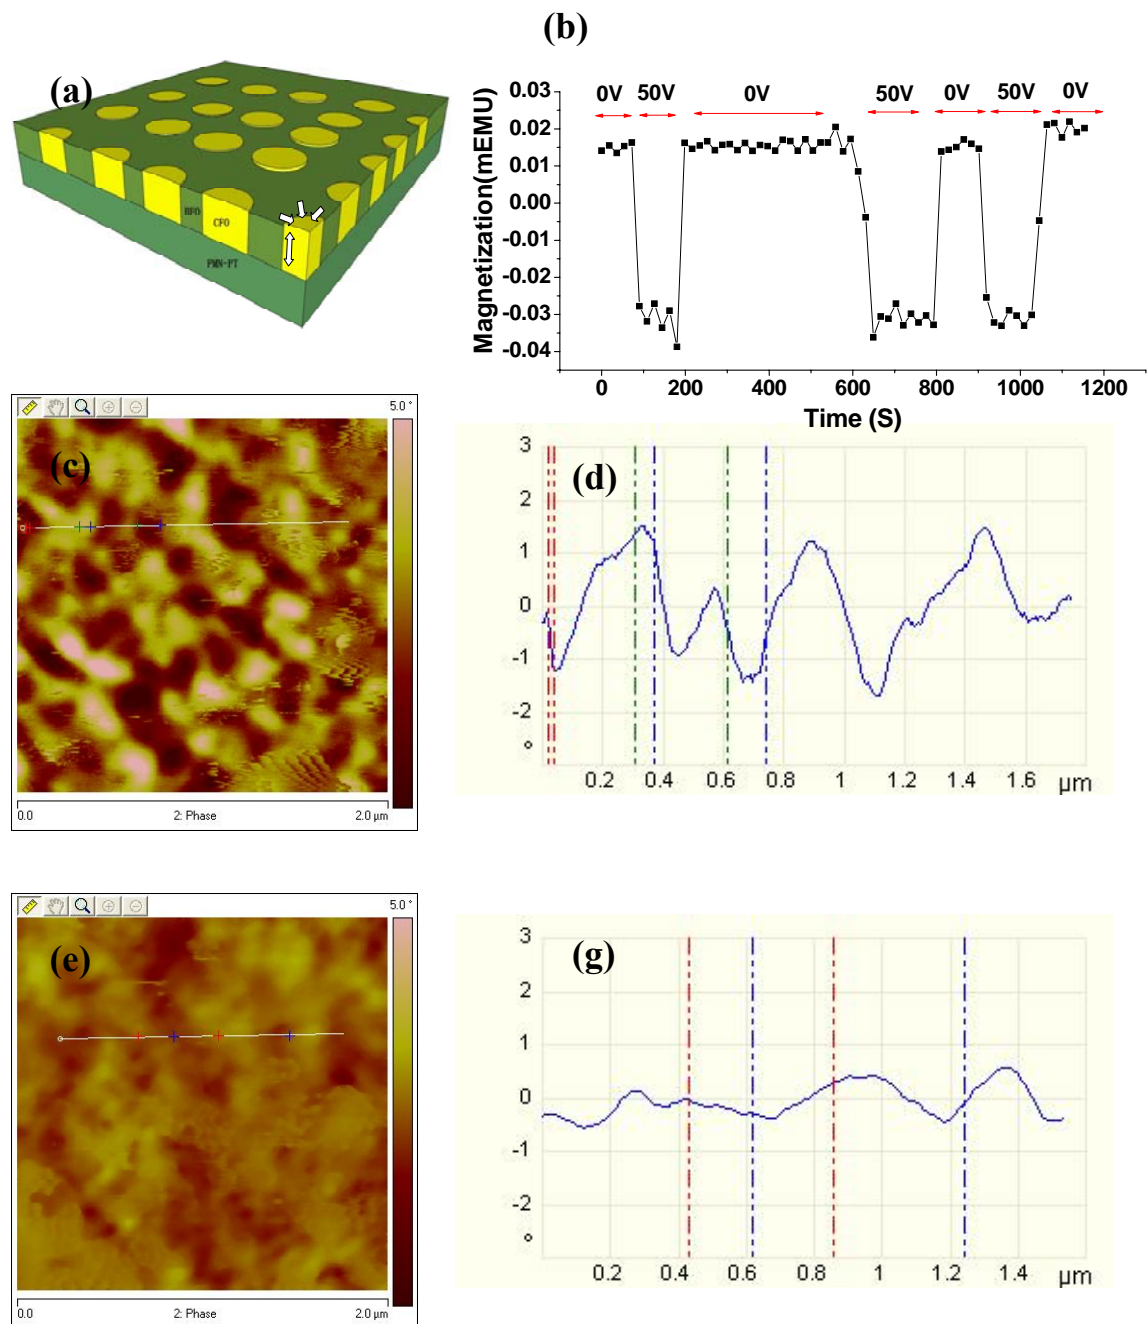 (a)
BFO
CFO
PMN-PT
(b)
0V 50V 0V 50V 0V 50V 0V
Magnetization(mEMU)
0.03
0.02
0.01
0.00
-0.01
-0.02
-0.03
-0.04
0 200 400 600 800 1000 1200
Time (S)
(c)
5.0 °
0.0 2: Phase 2.0 µm
(d)
3
2
1
0
-1
-2
°
0.2 0.4 0.6 0.8 1 1.2 1.4 1.6 µm
(e)
5.0 °
0.0 2: Phase 2.0 µm
(g)
3
2
1
0
-1
-2
°
0.2 0.4 0.6 0.8 1 1.2 1.4 µm